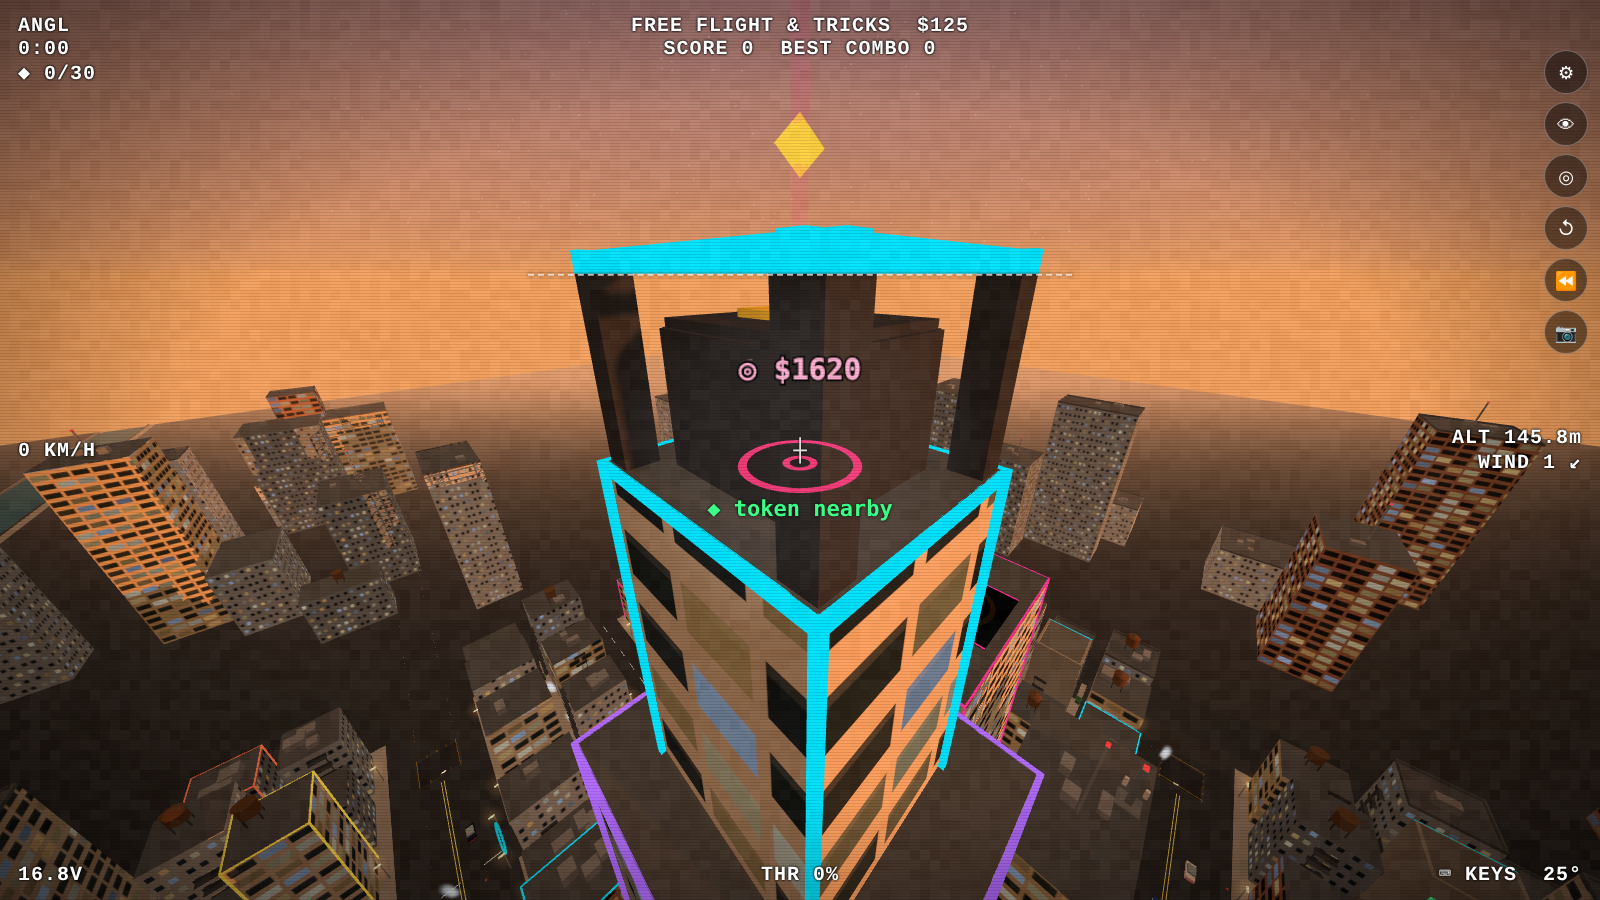 ANGL
0:00
◆ 0/30
FREE FLIGHT & TRICKS $125
SCORE 0 BEST COMBO 0
◎ $1620
◆ token nearby
0 KM/H
ALT 145.8m
WIND 1 ↙
16.8V
THR 0%
⌨ KEYS 25°